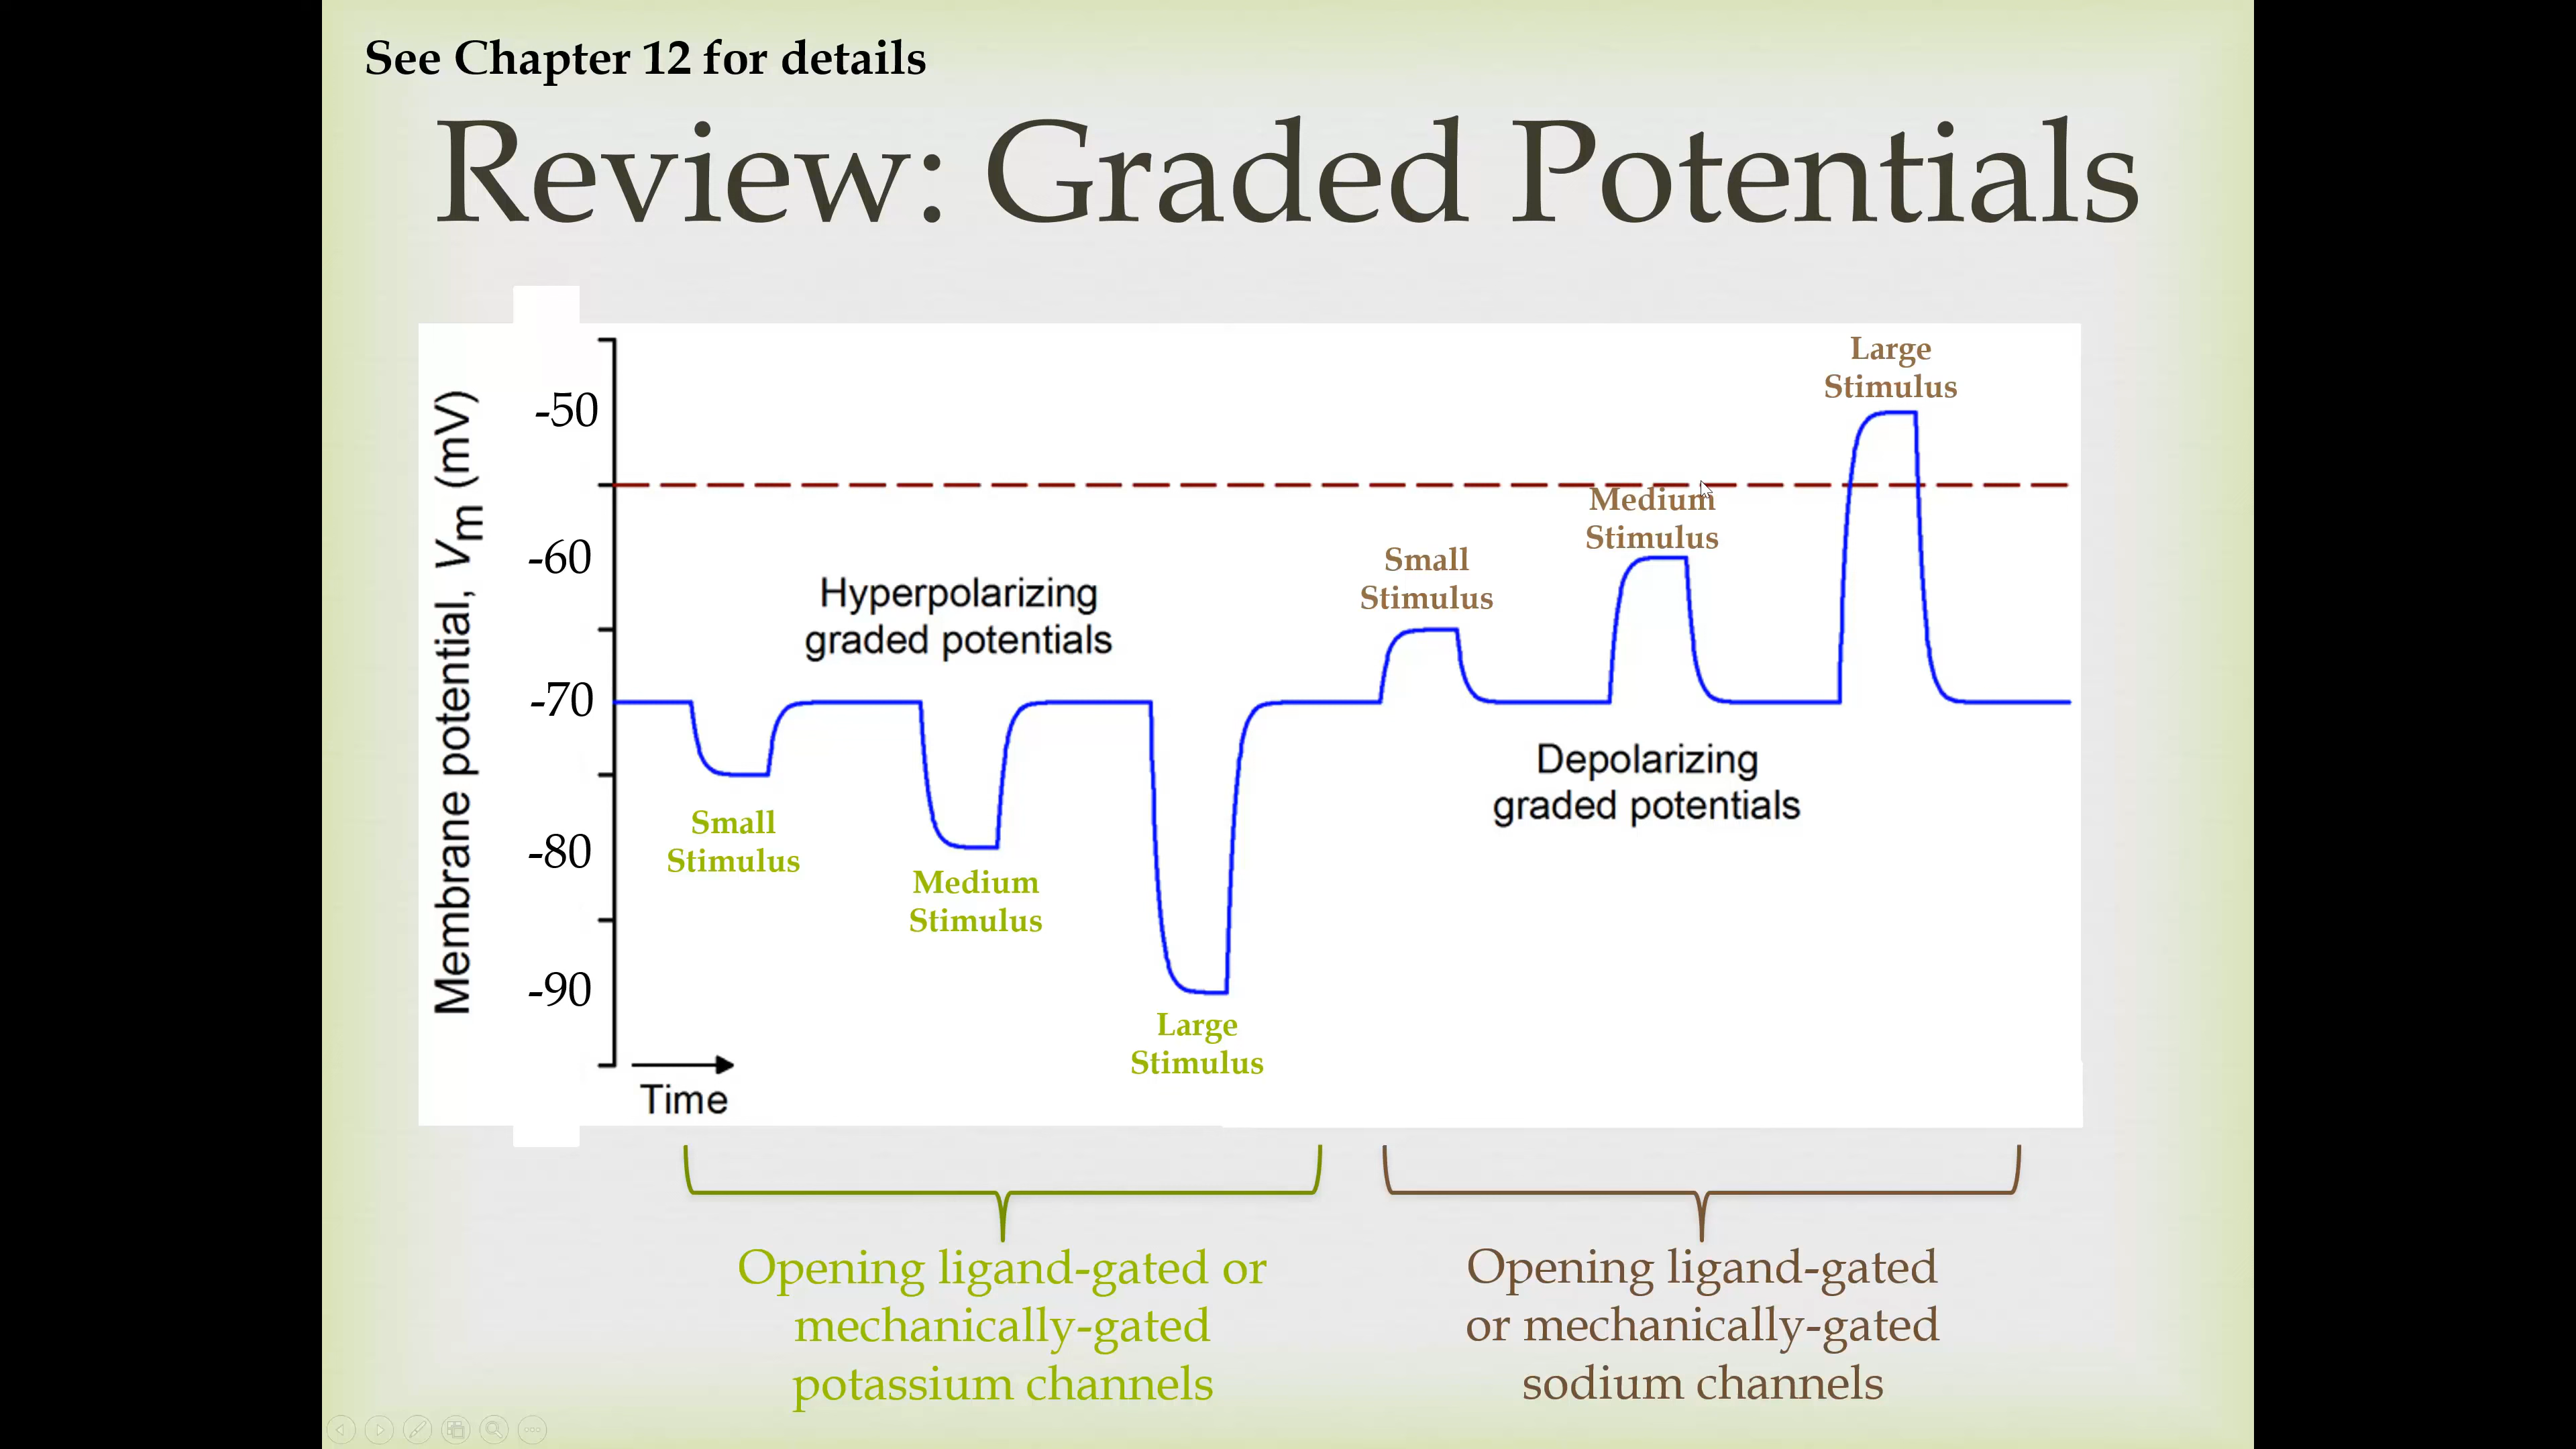 See Chapter 12 for details
Review: Graded Potentials
Membrane potential, Vm (mV)
-50
-60
-70
-80
-90
Hyperpolarizing
graded potentials
Small
Stimulus
Medium
Stimulus
Large
Stimulus
Small
Stimulus
Medium
Stimulus
Large
Stimulus
Depolarizing
graded potentials
Time
Opening ligand-gated or
mechanically-gated
potassium channels
Opening ligand-gated
or mechanically-gated
sodium channels